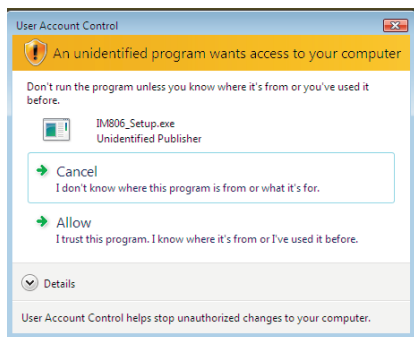 User Account Control
An unidentified program wants access to your computer
Don't run the program unless you know where it's from or you've used it
before.
IM806_Setup.exe
Unidentified Publisher
Cancel
I don't know where this program is from or what it's for.
Allow
I trust this program. I know where it's from or I've used it before.
Details
User Account Control helps stop unauthorized changes to your computer.